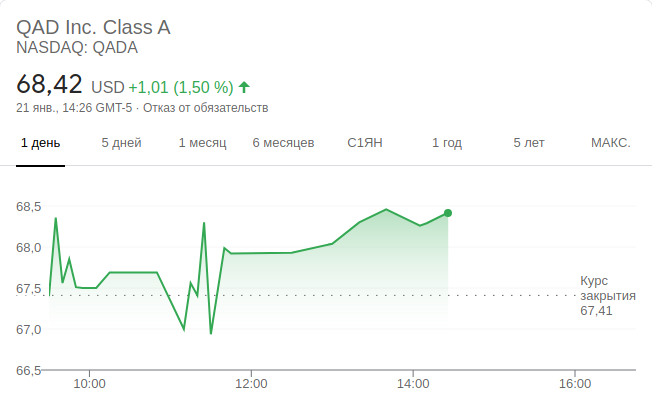 QAD Inc. Class A
NASDAQ: QADA
68,42 USD +1,01 (1,50 %)
21 янв., 14:26 GMT-5 · Отказ от обязательств
1 день 5 дней 1 месяц 6 месяцев С1ЯН 1 год 5 лет МАКС.
68,5
68,0
67,5
67,0
66,5
Курс
закрытия
67,41
10:00 12:00 14:00 16:00